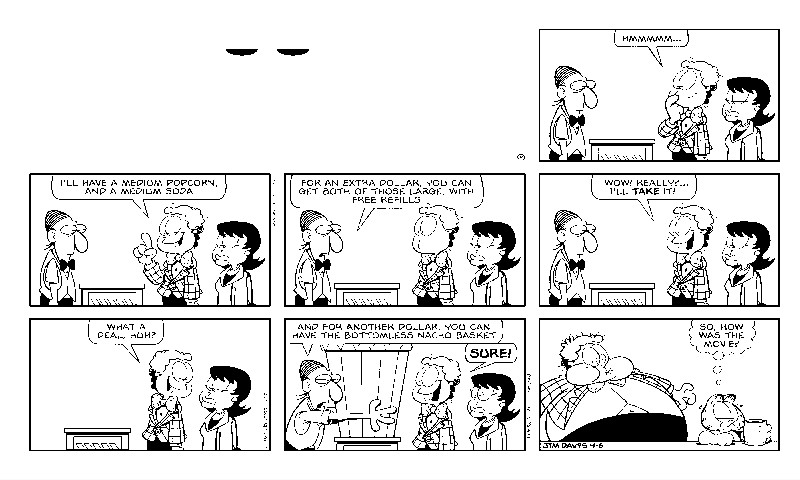 HMMMMM...
I'LL HAVE A MEDIUM POPCORN,
AND A MEDIUM SODA
FOR AN EXTRA DOLLAR, YOU CAN
GET BOTH OF THOSE LARGE, WITH
FREE REFILLS
WOW! REALLY?...
I'LL TAKE IT!
WHAT A
DEAL, HUH?
AND FOR ANOTHER DOLLAR, YOU CAN
HAVE THE BOTTOMLESS NACHO BASKET
SURE!
SO, HOW
WAS THE
MOVIE?
JIM DAVIS 4-6